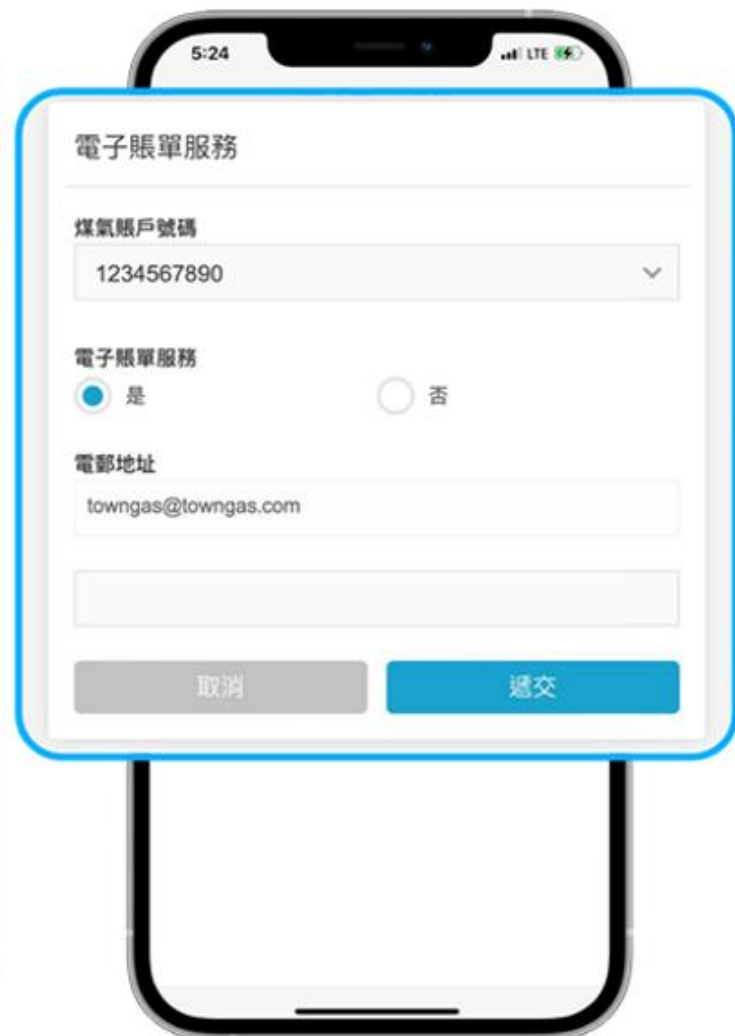 5:24
LTE
電子賬單服務
煤氣賬戶號碼
1234567890
電子賬單服務
是
否
電郵地址
towngas@towngas.com
取消
遞交